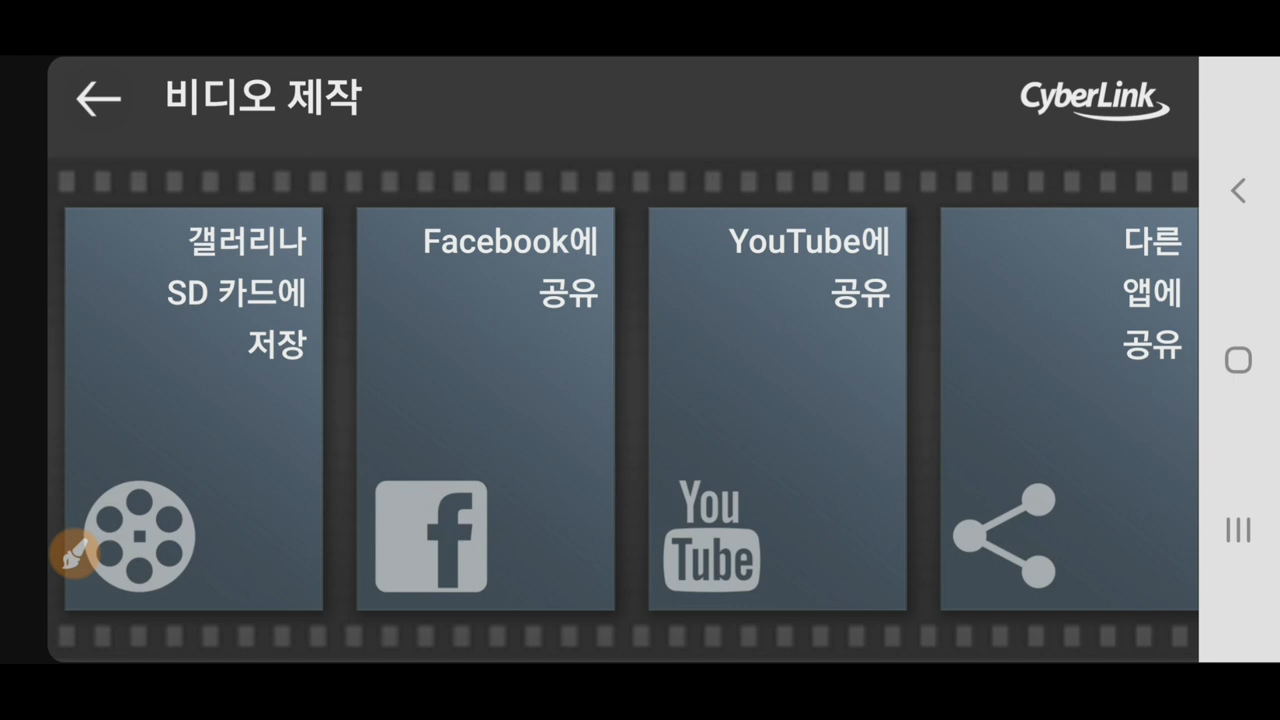 비디오 제작
CyberLink
갤러리나
SD 카드에
저장
Facebook에
공유
YouTube에
공유
You
Tube
다른
앱에
공유